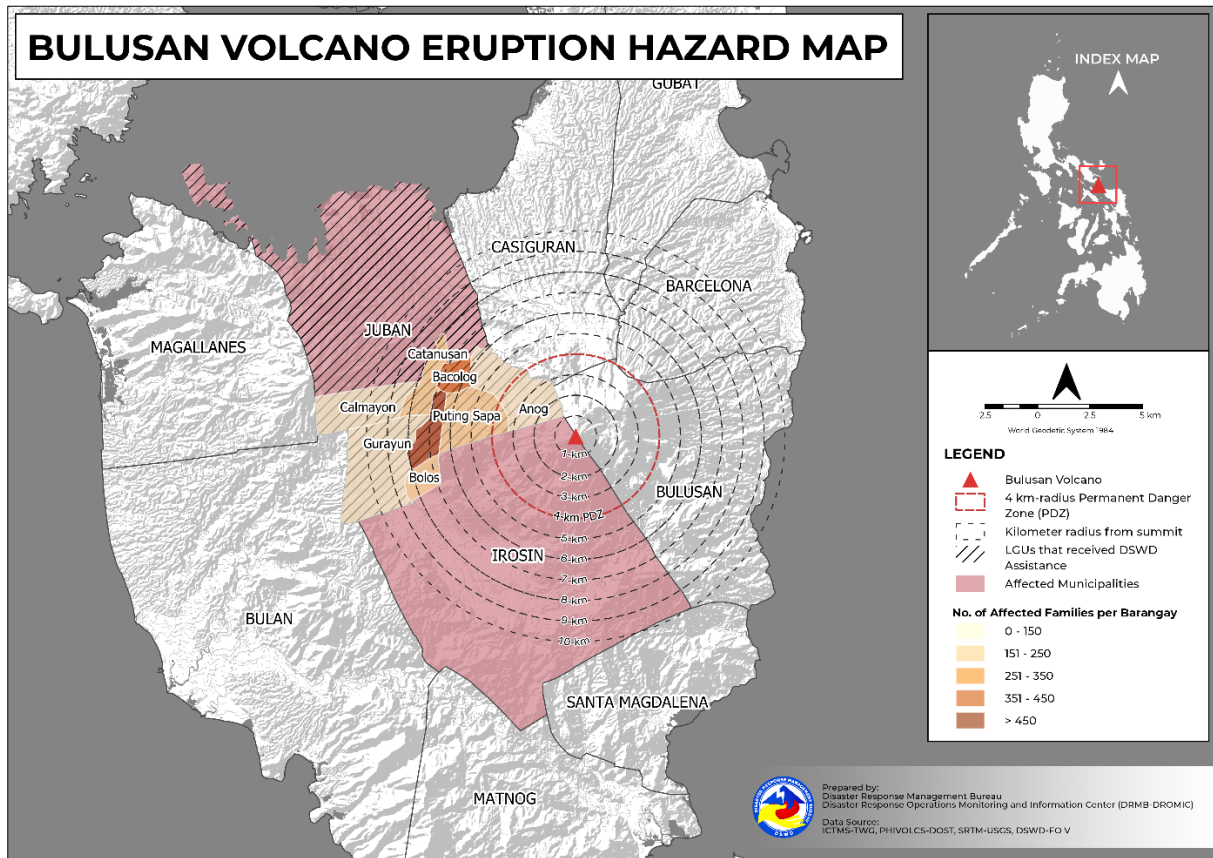 BULUSAN VOLCANO ERUPTION HAZARD MAP
INDEX MAP
GUBAT
CASIGURAN
BARCELONA
JUBAN
MAGALLANES
Catanusan
Bacolog
Calmayon
Puting Sapa
Anog
Gurayun
Bolos
BULUSAN
IROSIN
BULAN
SANTA MAGDALENA
MATNOG
1-km
2-km
3-km
4-km PDZ
5-km
6-km
7-km
8-km
9-km
10-km
2.5 0 2.5 5 km
World Geodetic System 1984
LEGEND
Bulusan Volcano
4 km-radius Permanent Danger
Zone (PDZ)
Kilometer radius from summit
LGUs that received DSWD
Assistance
Affected Municipalities
No. of Affected Families per Barangay
0 - 150
151 - 250
251 - 350
351 - 450
> 450
Prepared by:
Disaster Response Management Bureau
Disaster Response Operations Monitoring and Information Center (DRMB-DROMIC)
Data Source:
ICTMS-TWG, PHIVOLCS-DOST, SRTM-USGS, DSWD-FO V
DISASTER RESPONSE MANAGEMENT BUREAU
DSWD